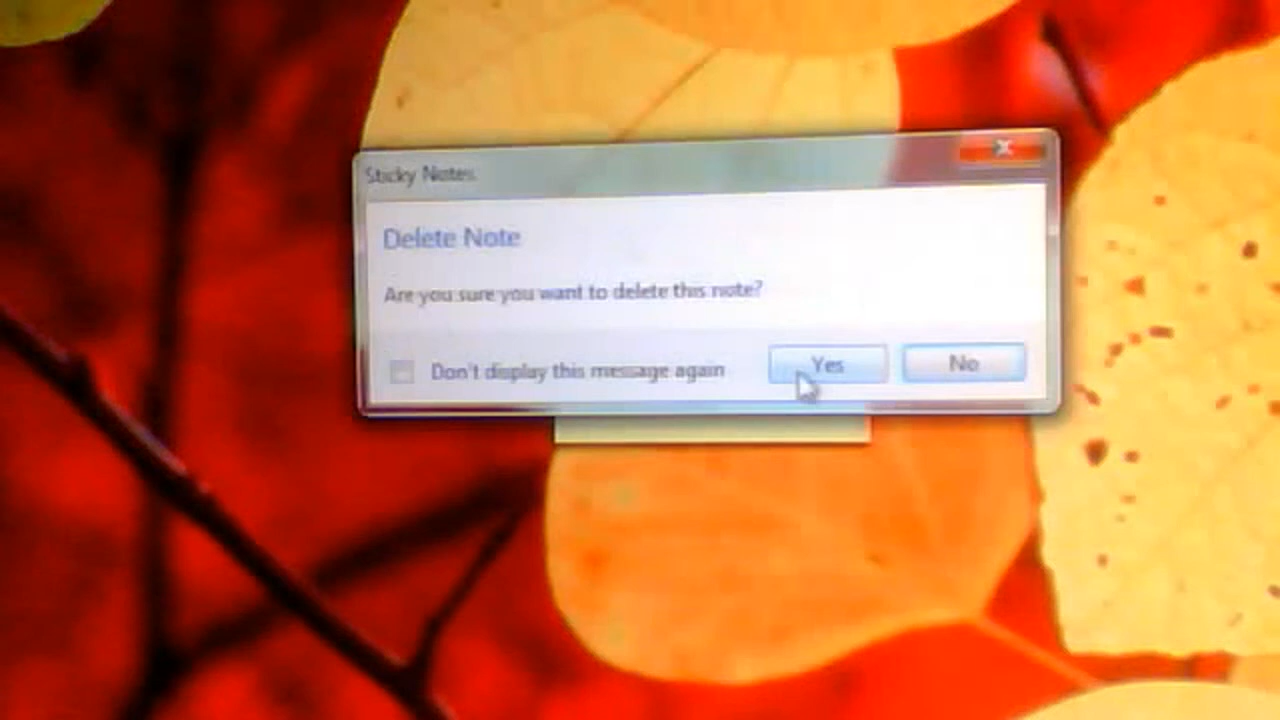 Sticky Notes
Delete Note
Are you sure you want to delete this note?
Don't display this message again
Yes
No